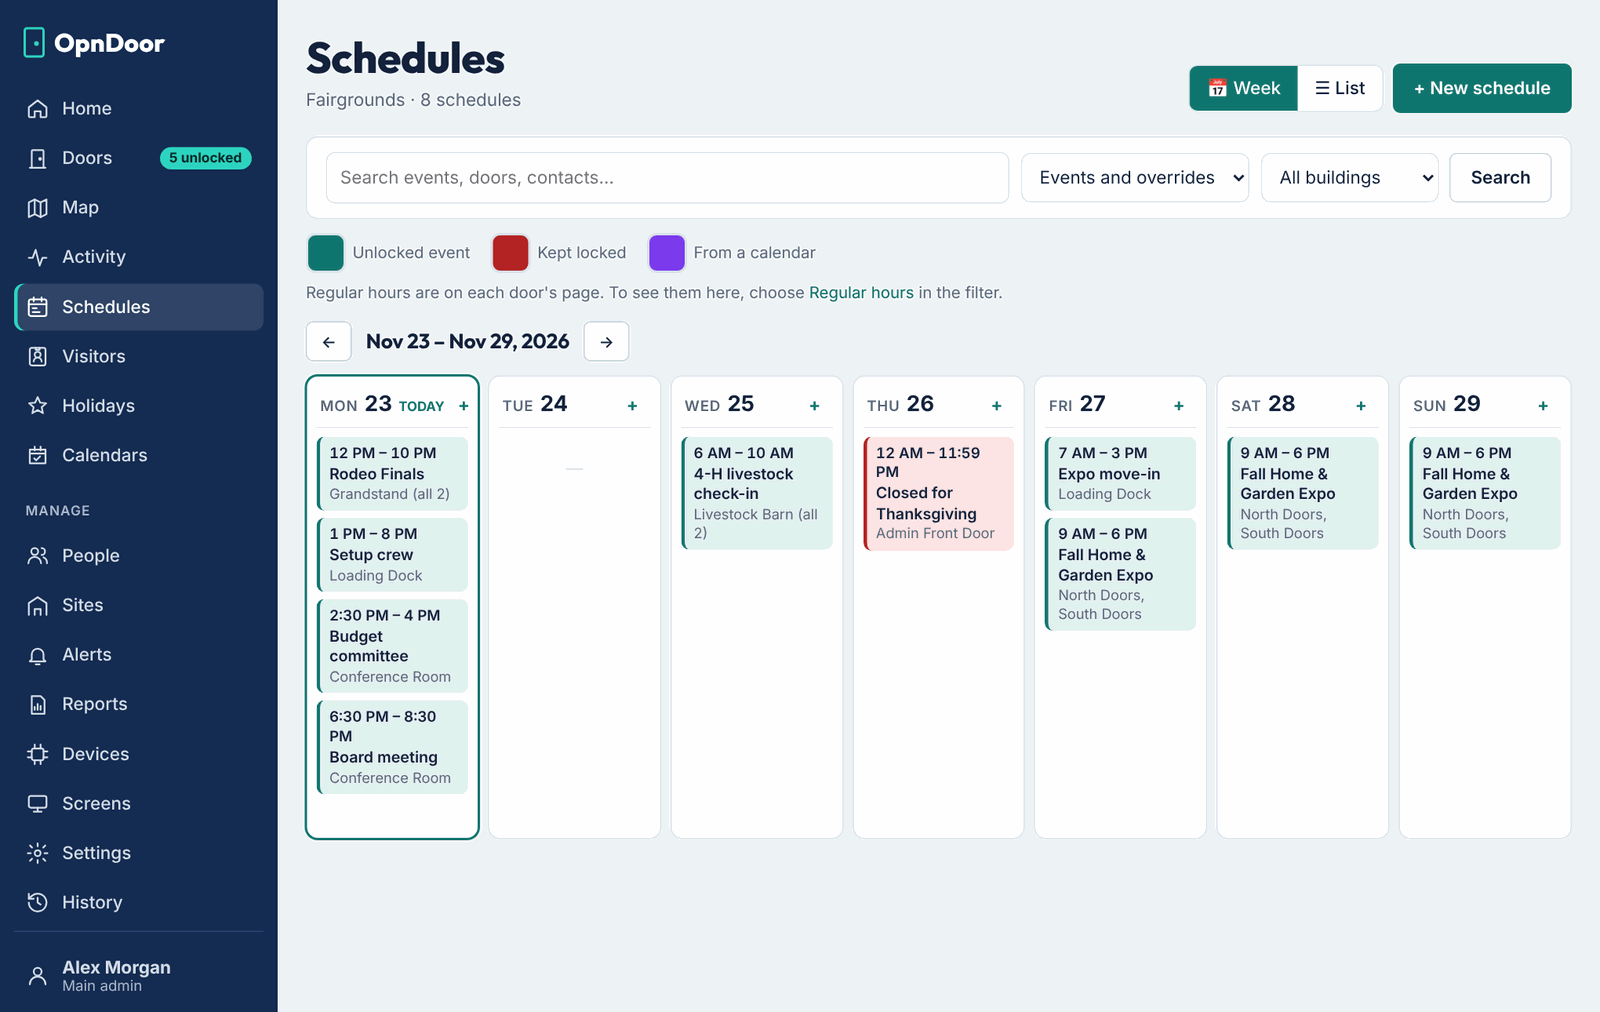 OpnDoor
Home
Doors
5 unlocked
Map
Activity
Schedules
Visitors
Holidays
Calendars
MANAGE
People
Sites
Alerts
Reports
Devices
Screens
Settings
History
Alex Morgan
Main admin
Schedules
Fairgrounds · 8 schedules
Week
☰ List
+ New schedule
Search events, doors, contacts...
Events and overrides
All buildings
Search
Unlocked event
Kept locked
From a calendar
Regular hours are on each door's page. To see them here, choose Regular hours in the filter.
←
Nov 23 – Nov 29, 2026
→
MON 23 TODAY +
12 PM – 10 PM
Rodeo Finals
Grandstand (all 2)
1 PM – 8 PM
Setup crew
Loading Dock
2:30 PM – 4 PM
Budget
committee
Conference Room
6:30 PM – 8:30
PM
Board meeting
Conference Room
TUE 24 +
—
WED 25 +
6 AM – 10 AM
4-H livestock
check-in
Livestock Barn (all
2)
THU 26 +
12 AM – 11:59
PM
Closed for
Thanksgiving
Admin Front Door
FRI 27 +
7 AM – 3 PM
Expo move-in
Loading Dock
9 AM – 6 PM
Fall Home &
Garden Expo
North Doors,
South Doors
SAT 28 +
9 AM – 6 PM
Fall Home &
Garden Expo
North Doors,
South Doors
SUN 29 +
9 AM – 6 PM
Fall Home &
Garden Expo
North Doors,
South Doors